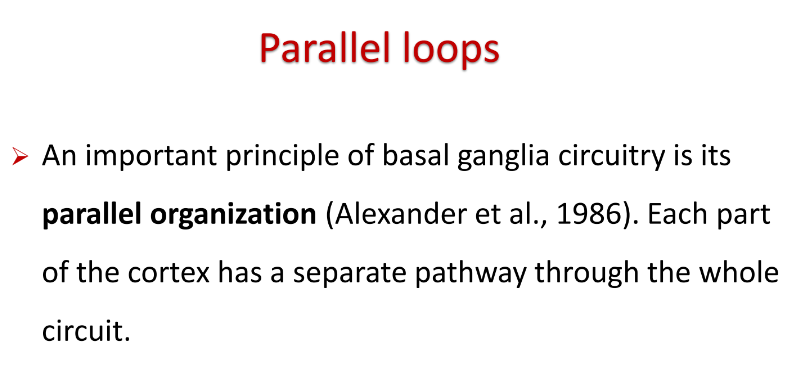 Parallel loops
An important principle of basal ganglia circuitry is its
parallel organization (Alexander et al., 1986). Each part
of the cortex has a separate pathway through the whole
circuit.